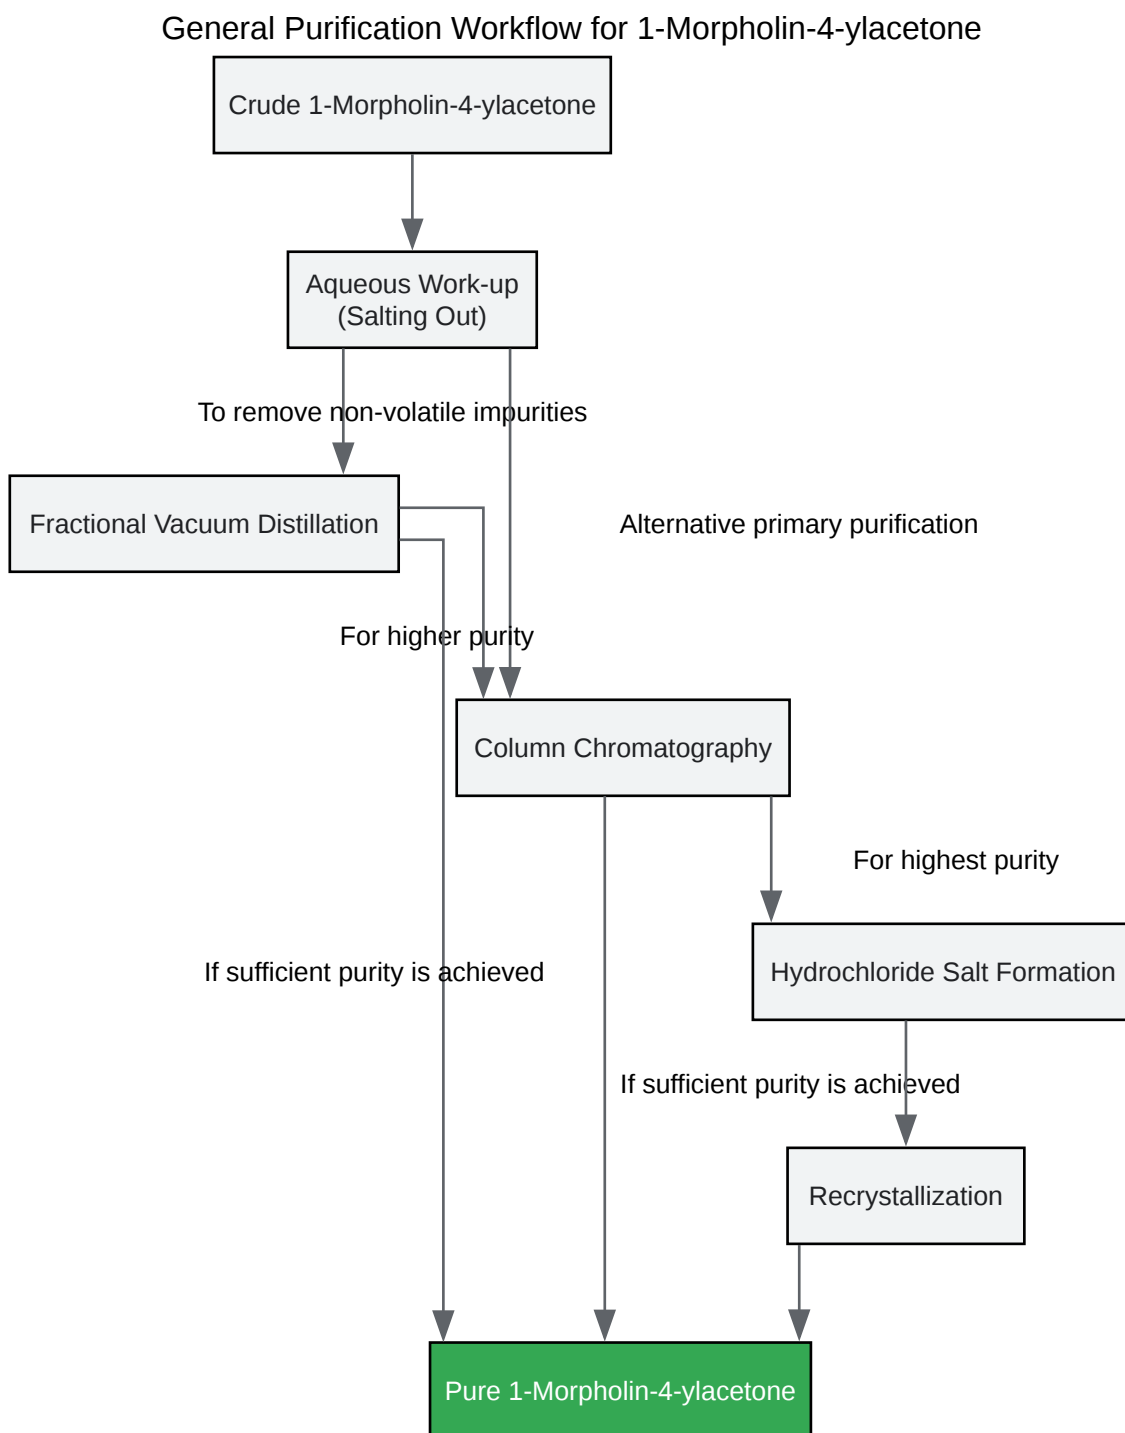 General Purification Workflow for 1-Morpholin-4-ylacetone
Crude 1-Morpholin-4-ylacetone
Aqueous Work-up
(Salting Out)
To remove non-volatile impurities
Fractional Vacuum Distillation
Alternative primary purification
For higher purity
Column Chromatography
For highest purity
If sufficient purity is achieved
Hydrochloride Salt Formation
If sufficient purity is achieved
Recrystallization
Pure 1-Morpholin-4-ylacetone